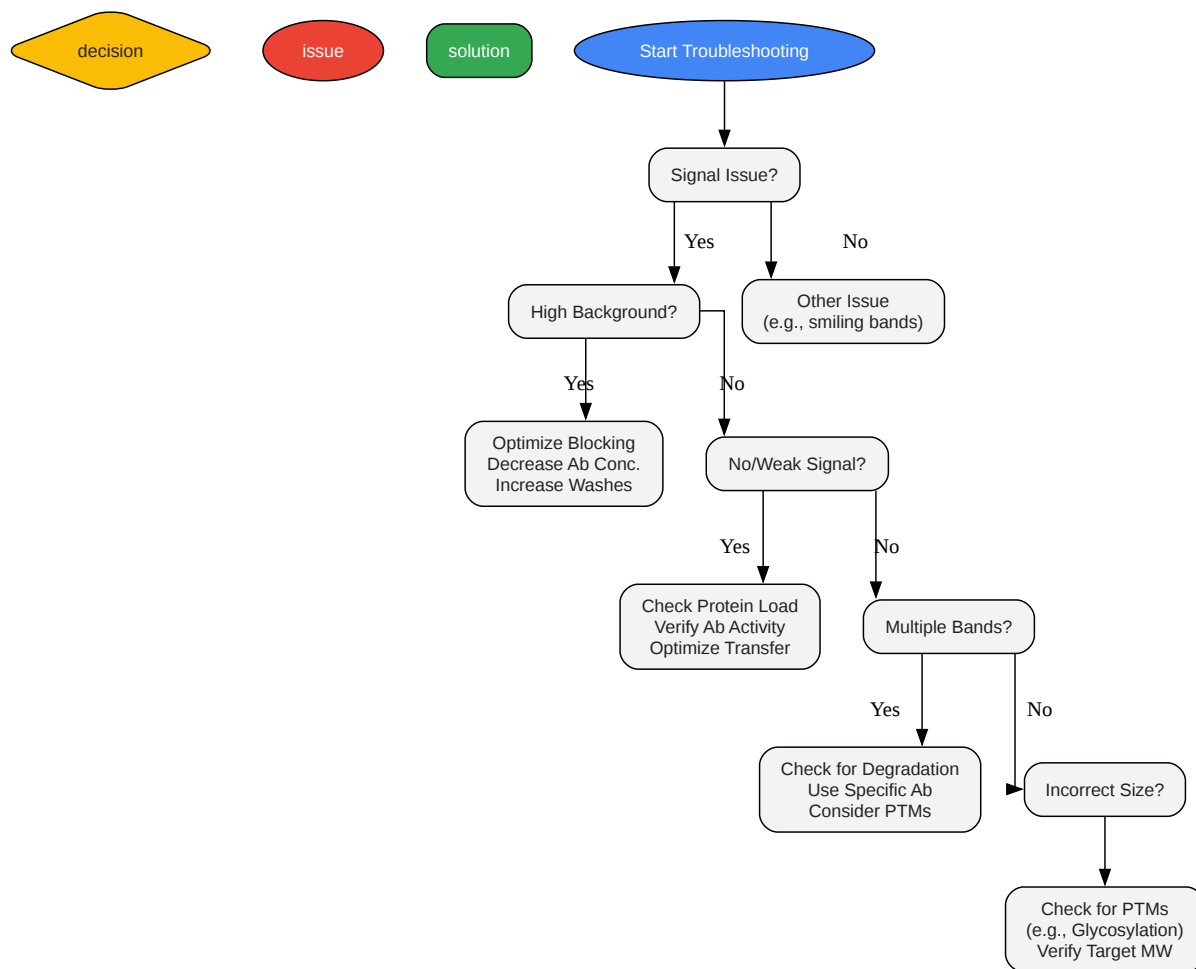 decision
issue
solution
Start Troubleshooting
Signal Issue?
Yes
No
High Background?
Other Issue
(e.g., smiling bands)
Yes
No
Optimize Blocking
Decrease Ab Conc.
Increase Washes
No/Weak Signal?
Yes
No
Check Protein Load
Verify Ab Activity
Optimize Transfer
Multiple Bands?
Yes
No
Check for Degradation
Use Specific Ab
Consider PTMs
Incorrect Size?
Check for PTMs
(e.g., Glycosylation)
Verify Target MW